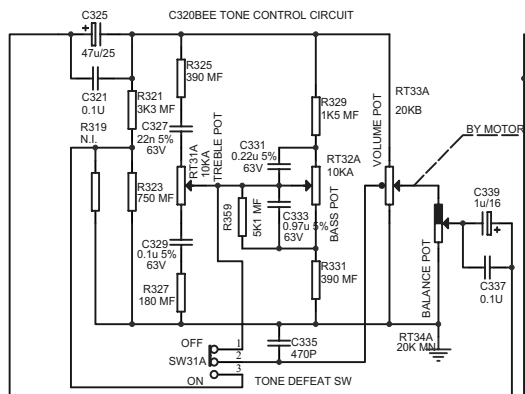 C325
C320BEE TONE CONTROL CIRCUIT
47u/25
C321
0.1U
R319
N.I.
R321
3K3 MF
C327
22n 5%
63V
R323
750 MF
C329
0.1u 5%
63V
R327
180 MF
R325
390 MF
RT31A
10KA
TREBLE POT
C331
0.22u 5%
63V
R359
5K1 MF
C333
0.97u 5%
63V
R329
1K5 MF
RT32A
10KA
BASS POT
R331
390 MF
RT33A
20KB
VOLUME POT
BY MOTOR
C339
1u/16
C337
0.1U
BALANCE POT
RT34A
20K MN
C335
470P
OFF
1
SW31A
2
3
ON
TONE DEFEAT SW